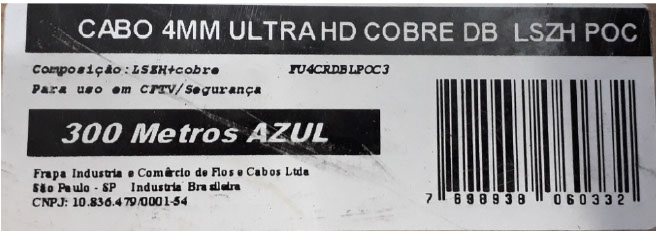 CABO 4MM ULTRA HD COBRE DB LSZH POC
Composição:LSZH+cobre FU4CRDBLPOC3
Para uso em CFTV/Segurança
300 Metros AZUL
Frapa Industria e Comércio de Fios e Cabos Ltda
São Paulo - SP Industria Brasileira
CNPJ: 10.836.479/0001-54
7 898938 060332